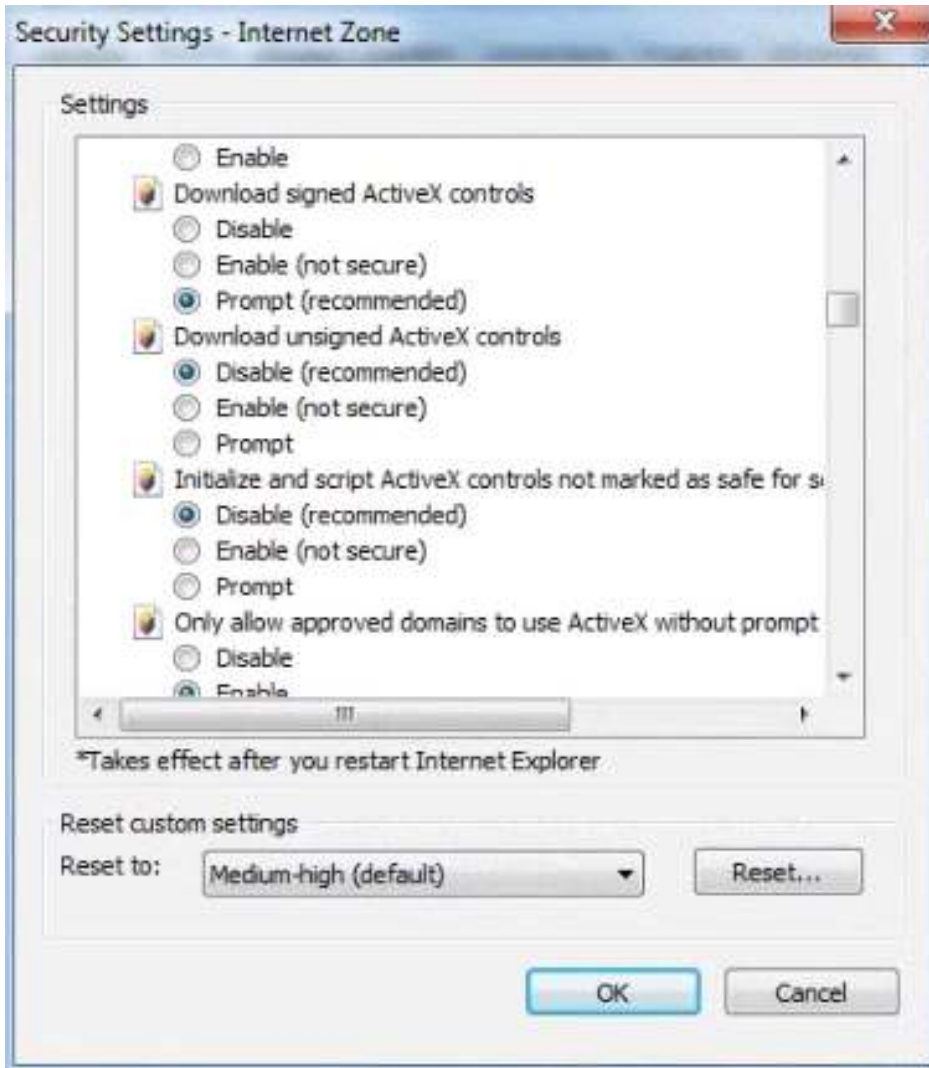 Security Settings - Internet Zone
Settings
Enable
Download signed ActiveX controls
Disable
Enable (not secure)
Prompt (recommended)
Download unsigned ActiveX controls
Disable (recommended)
Enable (not secure)
Prompt
Initialize and script ActiveX controls not marked as safe for s
Disable (recommended)
Enable (not secure)
Prompt
Only allow approved domains to use ActiveX without prompt
Disable
Enable
*Takes effect after you restart Internet Explorer
Reset custom settings
Reset to: Medium-high (default) Reset...
OK Cancel